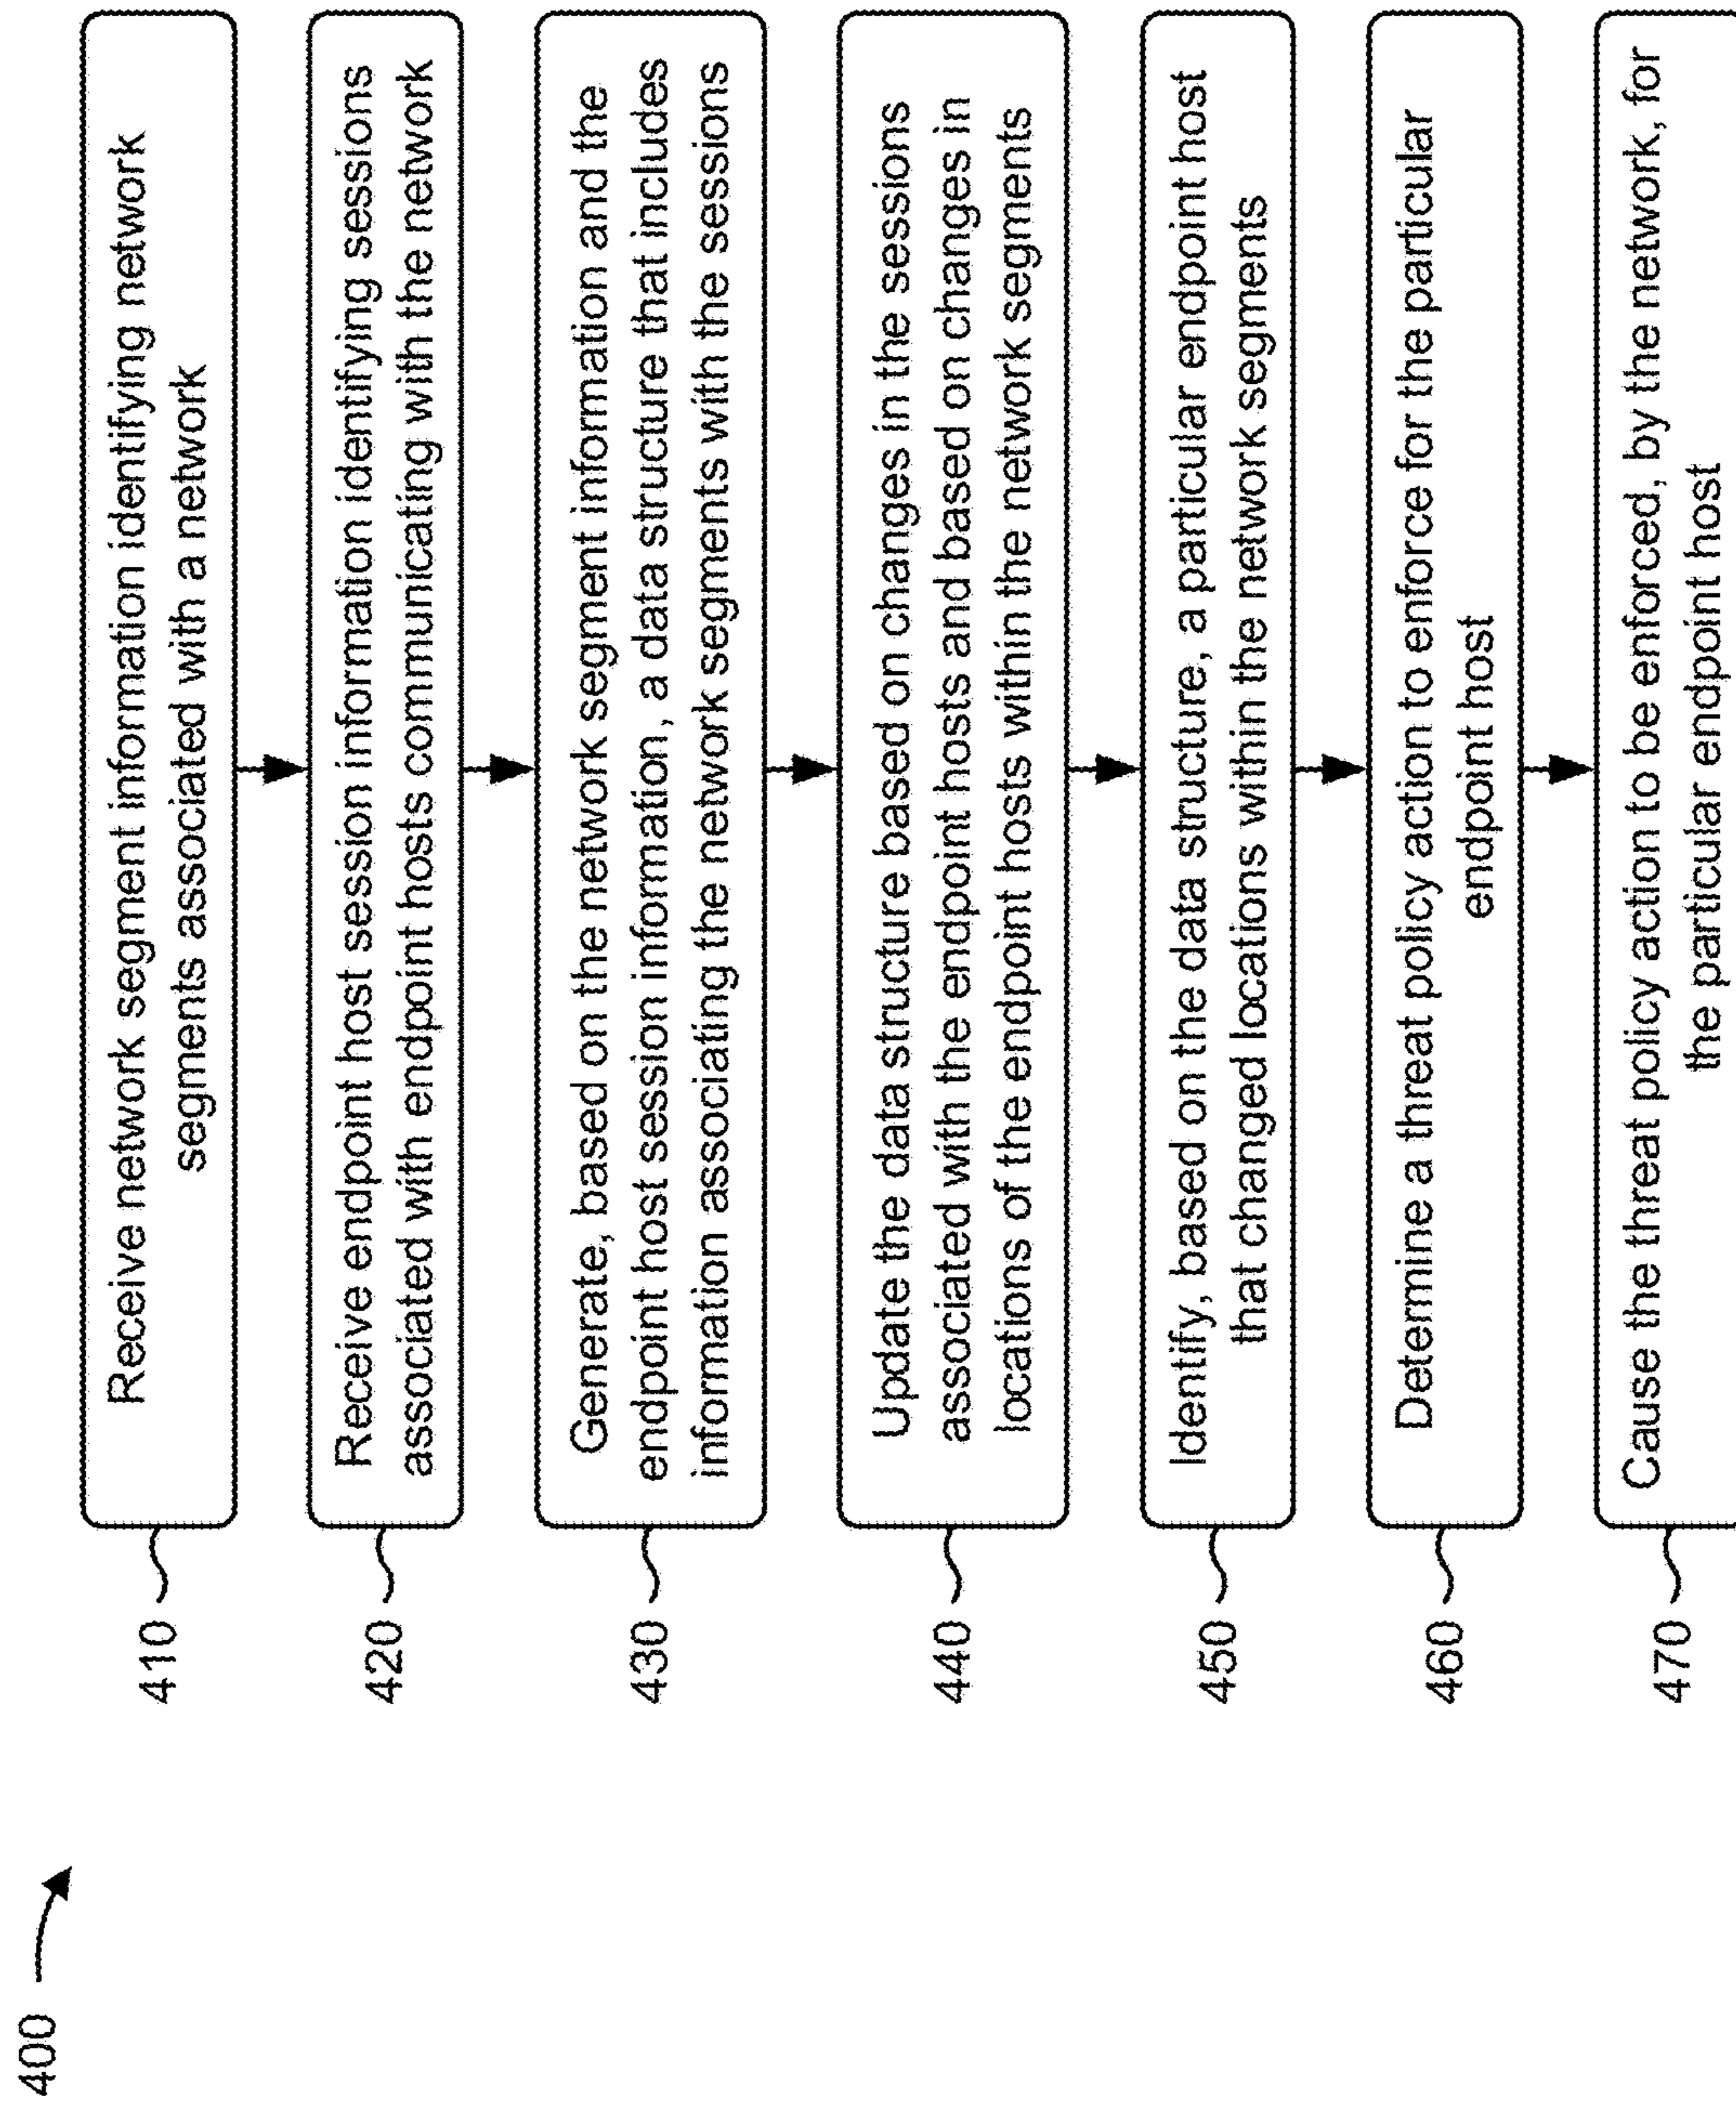 400
410
Receive network segment information identifying network
segments associated with a network
420
Receive endpoint host session information identifying sessions
associated with endpoint hosts communicating with the network
430
Generate, based on the network segment information and the
endpoint host session information, a data structure that includes
information associating the network segments with the sessions
440
Update the data structure based on changes in the sessions
associated with the endpoint hosts and based on changes in
locations of the endpoint hosts within the network segments
450
Identify, based on the data structure, a particular endpoint host
that changed locations within the network segments
460
Determine a threat policy action to enforce for the particular
endpoint host
470
Cause the threat policy action to be enforced, by the network, for
the particular endpoint host